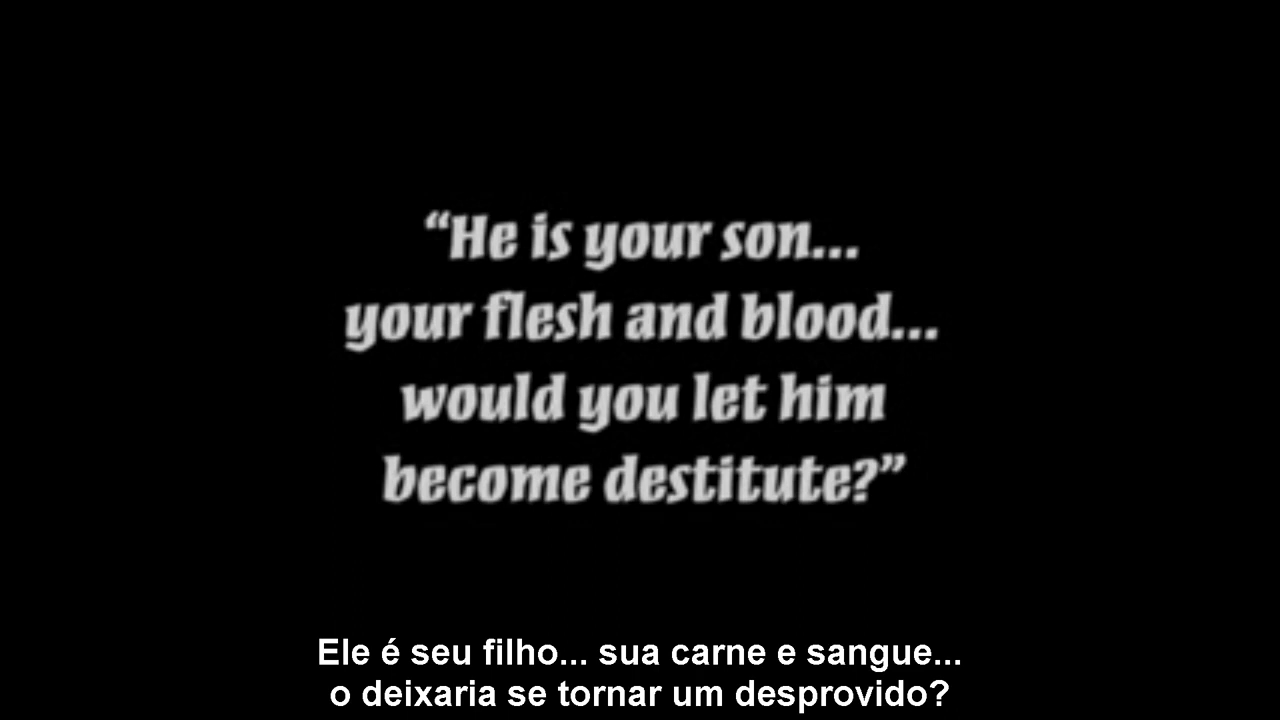 “He is your son...
your flesh and blood...
would you let him
become destitute?”
Ele é seu filho... sua carne e sangue...
o deixaria se tornar um desprovido?